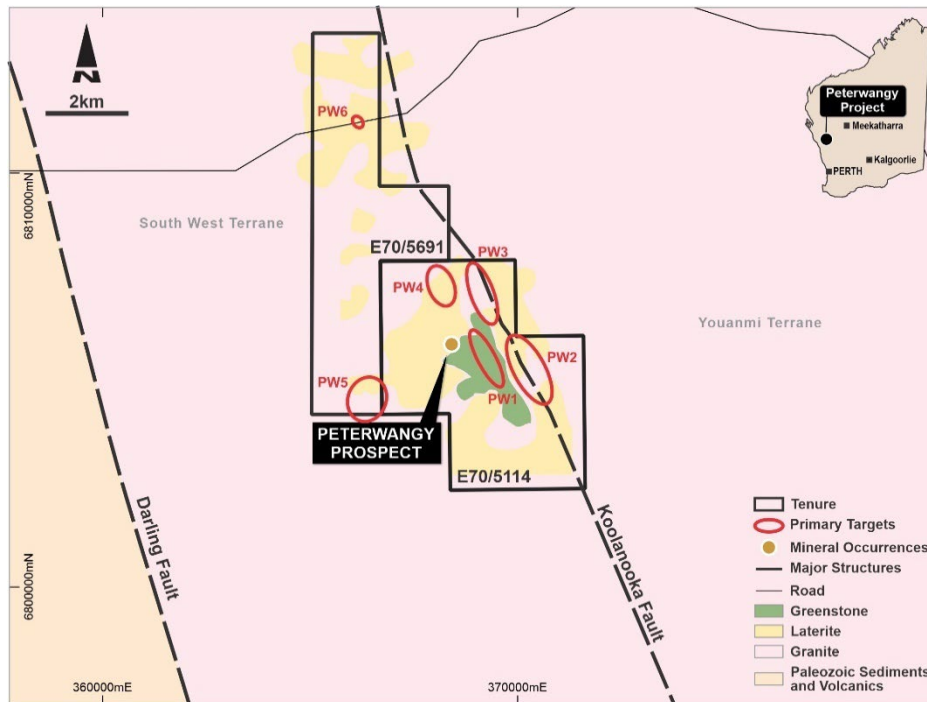 N
2km
PW6
Peterwangy
Project
Meekatharra
Kalgoorlie
PERTH
6810000mN
South West Terrane
E70/5691
PW3
PW4
Youanmi Terrane
PW2
PW5
PW1
PETERWANGY
PROSPECT
E70/5114
Darling Fault
Koolanooka Fault
6800000mN
Tenure
Primary Targets
Mineral Occurrences
Major Structures
Road
Greenstone
Laterite
Granite
Paleozoic Sediments
and Volcanics
360000mE
370000mE